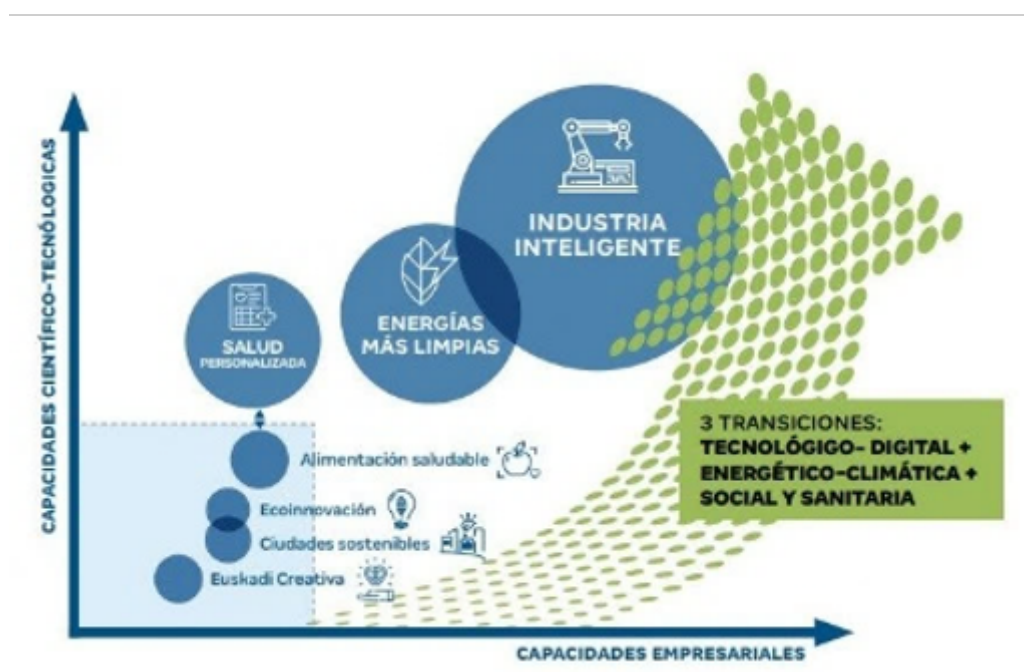 CAPACIDADES CIENTÍFICO-TECNÓLOGICAS
INDUSTRIA
INTELIGENTE
ENERGÍAS
MÁS LIMPIAS
SALUD
PERSONALIZADA
3 TRANSICIONES:
TECNOLÓGIGO- DIGITAL +
ENERGÉTICO-CLIMÁTICA +
SOCIAL Y SANITARIA
Alimentación saludable
Ecoinnovación
Ciudades sostenibles
Euskadi Creativa
CAPACIDADES EMPRESARIALES